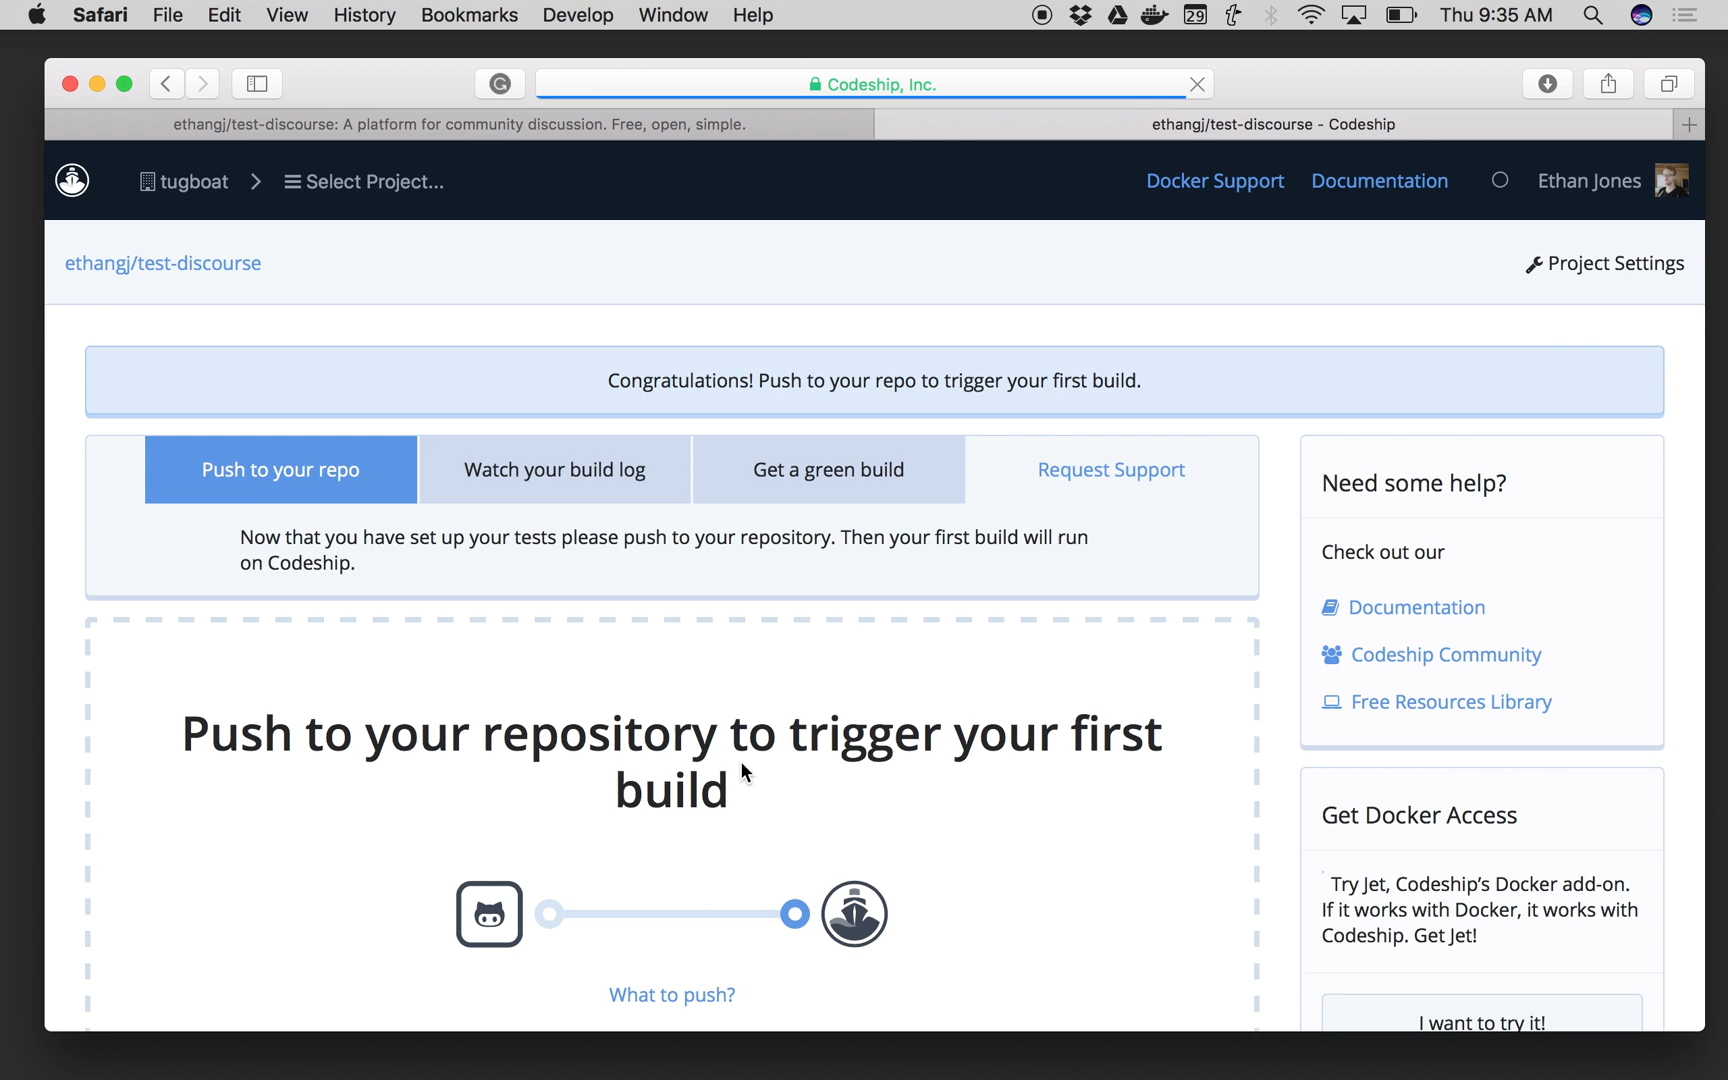 Safari File Edit View History Bookmarks Develop Window Help 29 Thu 9:35 AM
Codeship, Inc.
ethangj/test-discourse: A platform for community discussion. Free, open, simple.
ethangj/test-discourse - Codeship
tugboat
Select Project...
Docker Support
Documentation
Ethan Jones
ethangj/test-discourse
Project Settings
Congratulations! Push to your repo to trigger your first build.
Push to your repo
Watch your build log
Get a green build
Request Support
Now that you have set up your tests please push to your repository. Then your first build will run
on Codeship.
Push to your repository to trigger your first
build
What to push?
Need some help?
Check out our
Documentation
Codeship Community
Free Resources Library
Get Docker Access
Try Jet, Codeship’s Docker add-on.
If it works with Docker, it works with
Codeship. Get Jet!
I want to try it!